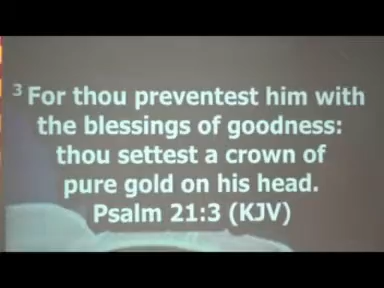 3 For thou preventest him with
the blessings of goodness:
thou settest a crown of
pure gold on his head.
Psalm 21:3 (KJV)